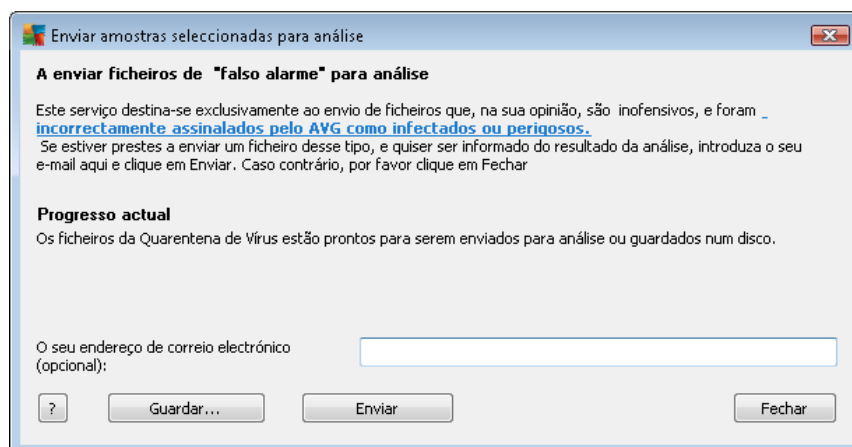 Enviar amostras seleccionadas para análise
A enviar ficheiros de "falso alarme" para análise
Este serviço destina-se exclusivamente ao envio de ficheiros que, na sua opinião, são inofensivos, e foram
incorrectamente assinalados pelo AVG como infectados ou perigosos.
Se estiver prestes a enviar um ficheiro desse tipo, e quiser ser informado do resultado da análise, introduza o seu
e-mail aqui e clique em Enviar. Caso contrário, por favor clique em Fechar
Progresso actual
Os ficheiros da Quarentena de Vírus estão prontos para serem enviados para análise ou guardados num disco.
O seu endereço de correio electrónico
(opcional):
? Guardar... Enviar Fechar